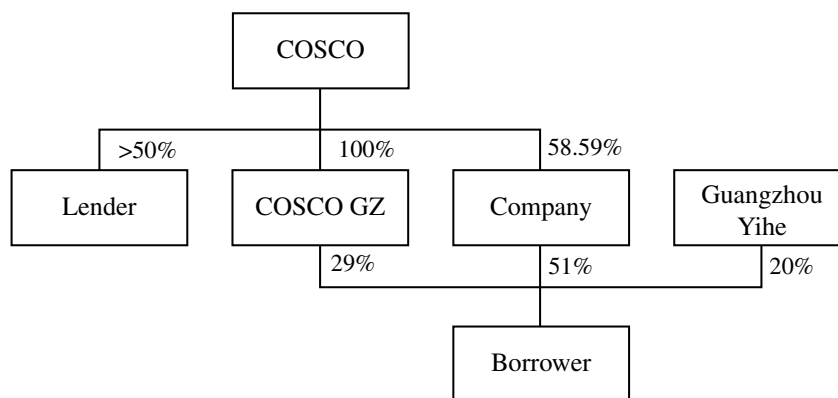 COSCO
>50%
100%
58.59%
Lender
COSCO GZ
Company
Guangzhou
Yihe
29%
51%
20%
Borrower